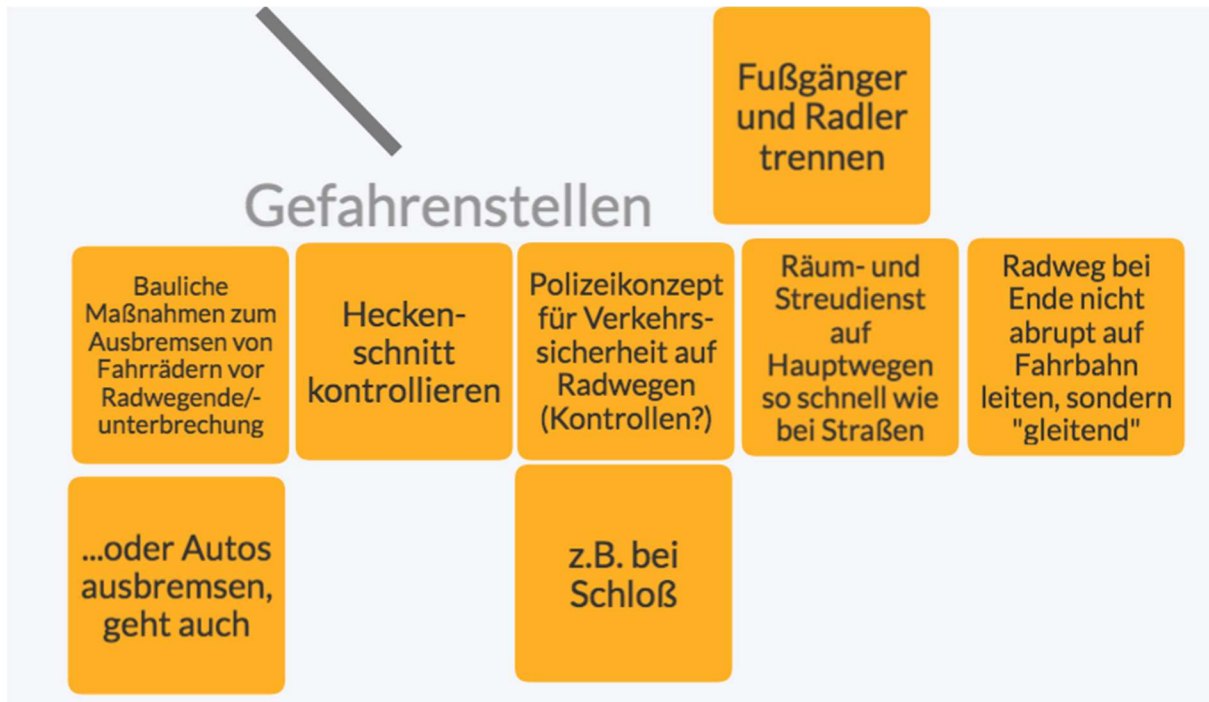 Fußgänger
und Radler
trennen
Gefahrenstellen
Bauliche
Maßnahmen zum
Ausbremsen von
Fahrrädern vor
Radwegende/-
unterbrechung
Hecken-
schnitt
kontrollieren
Polizeikonzept
für Verkehrs-
sicherheit auf
Radwegen
(Kontrollen?)
Räum- und
Streudienst
auf
Hauptwegen
so schnell wie
bei Straßen
Radweg bei
Ende nicht
abrupt auf
Fahrbahn
leiten, sondern
"gleitend"
...oder Autos
ausbremsen,
geht auch
z.B. bei
Schloß